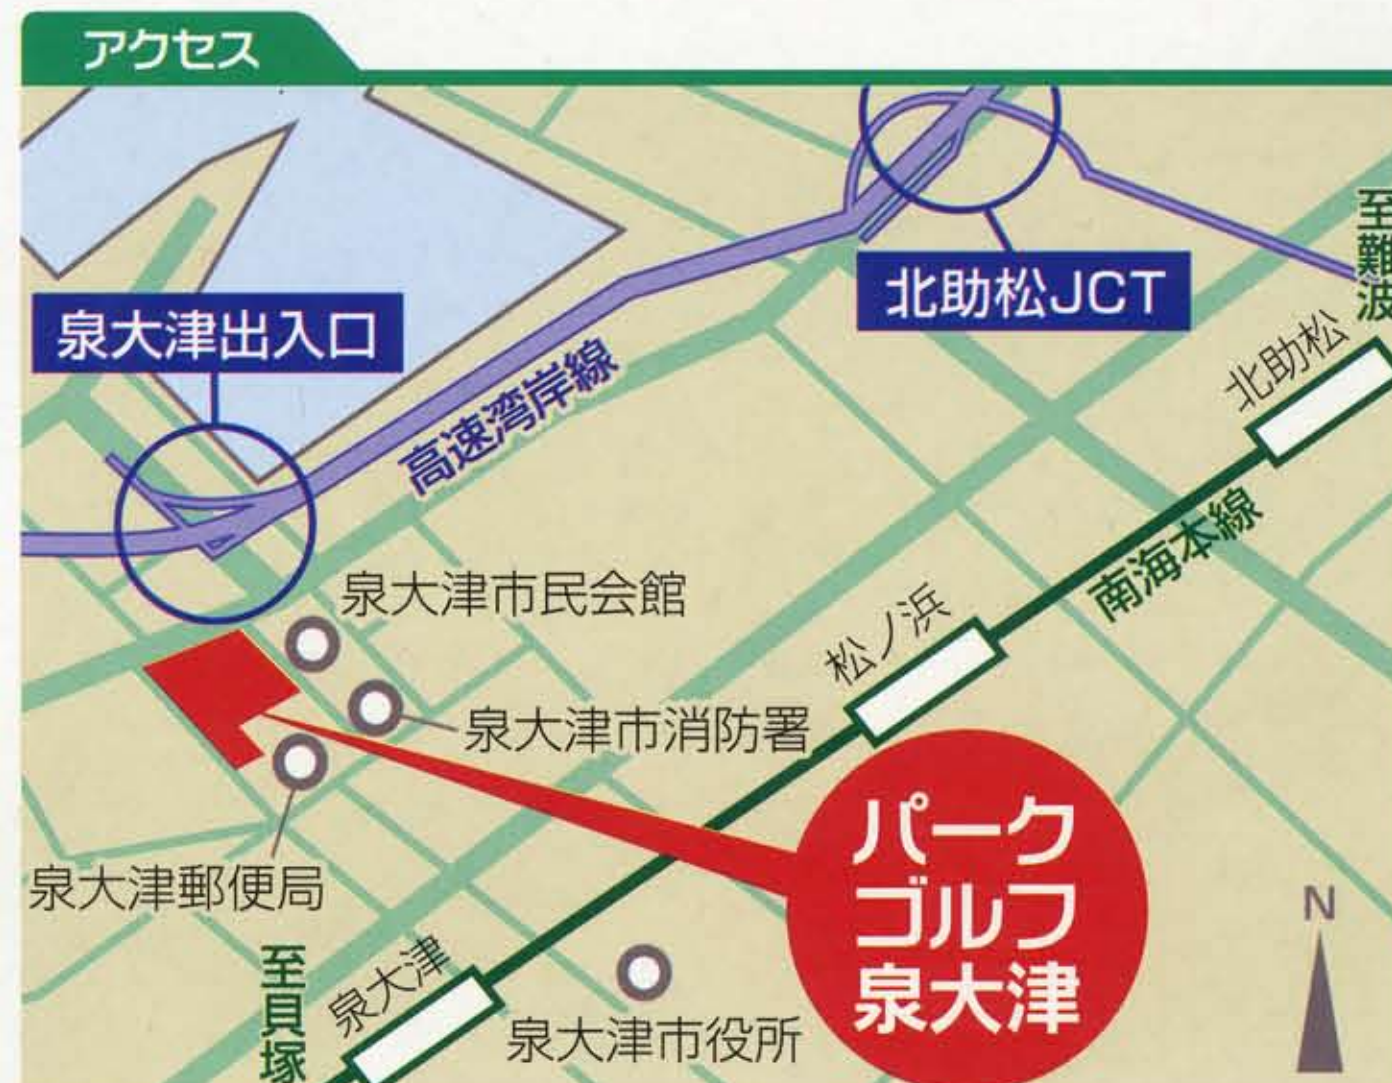 アクセス
北助松JCT
至難波
泉大津出入口
北助松
高速湾岸線
南海本線
泉大津市民会館
松ノ浜
泉大津市消防署
パーク
ゴルフ
泉大津
泉大津郵便局
N
至貝塚
泉大津
泉大津市役所